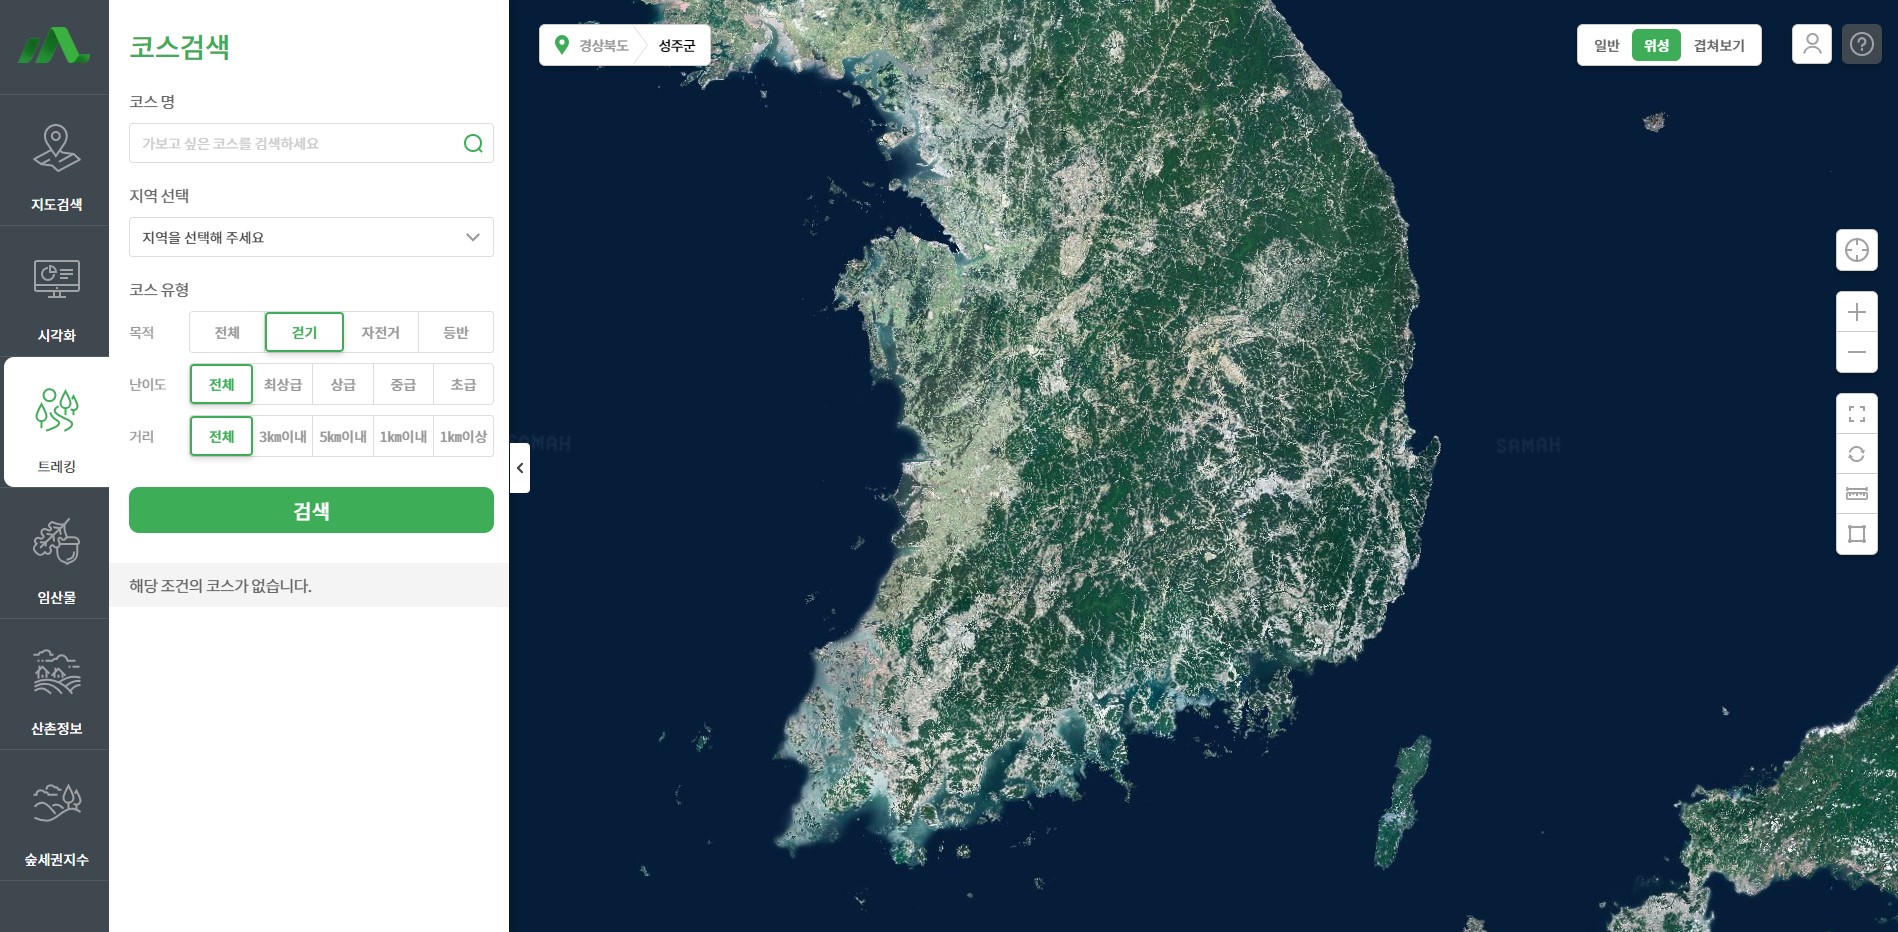 지도검색
시각화
트레킹
임산물
산촌정보
숲세권지수
코스검색
코스 명
가보고 싶은 코스를 검색하세요
지역 선택
지역을 선택해 주세요
코스 유형
목적 전체 걷기 자전거 등반
난이도 전체 최상급 상급 중급 초급
거리 전체 3km이내 5km이내 1km이내 1km이상
검색
해당 조건의 코스가 없습니다.
경상북도 성주군
일반 위성 겹쳐보기
SAMAH
SAMAH